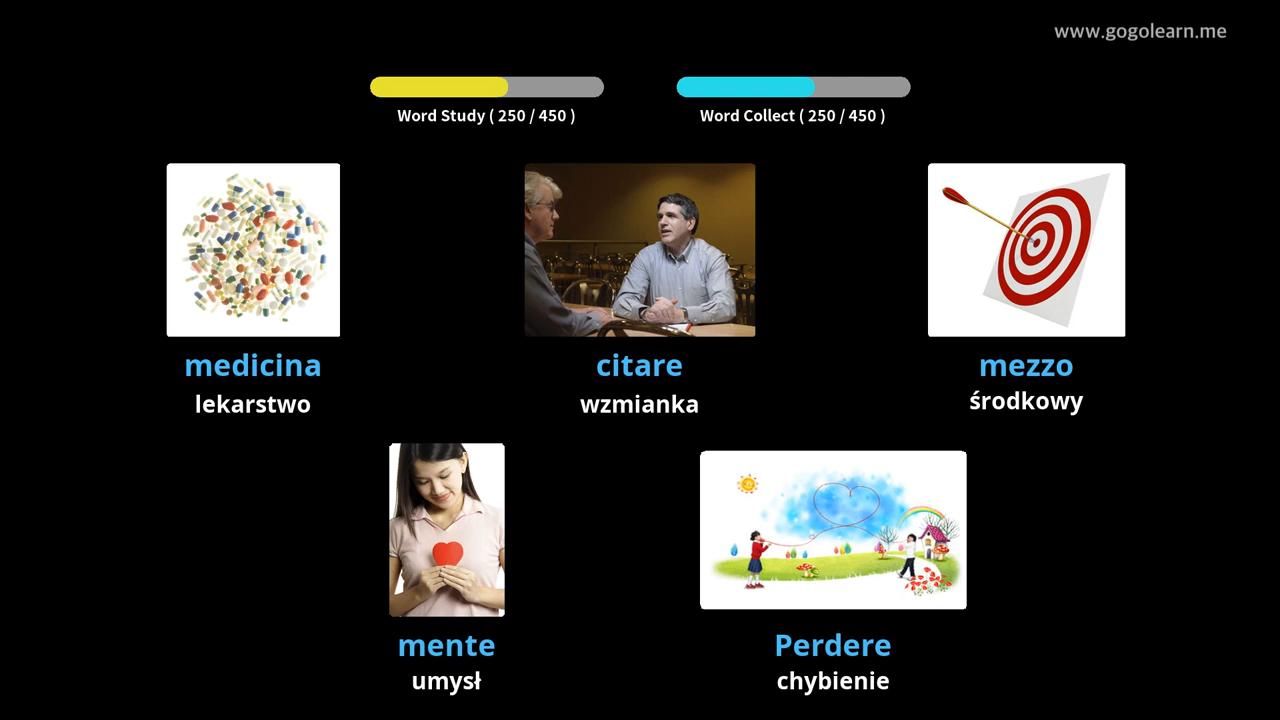 www.gogolearn.me
Word Study ( 250 / 450 )
Word Collect ( 250 / 450 )
medicina
lekarstwo
citare
wzmianka
mezzo
środkowy
mente
umysł
Perdere
chybienie